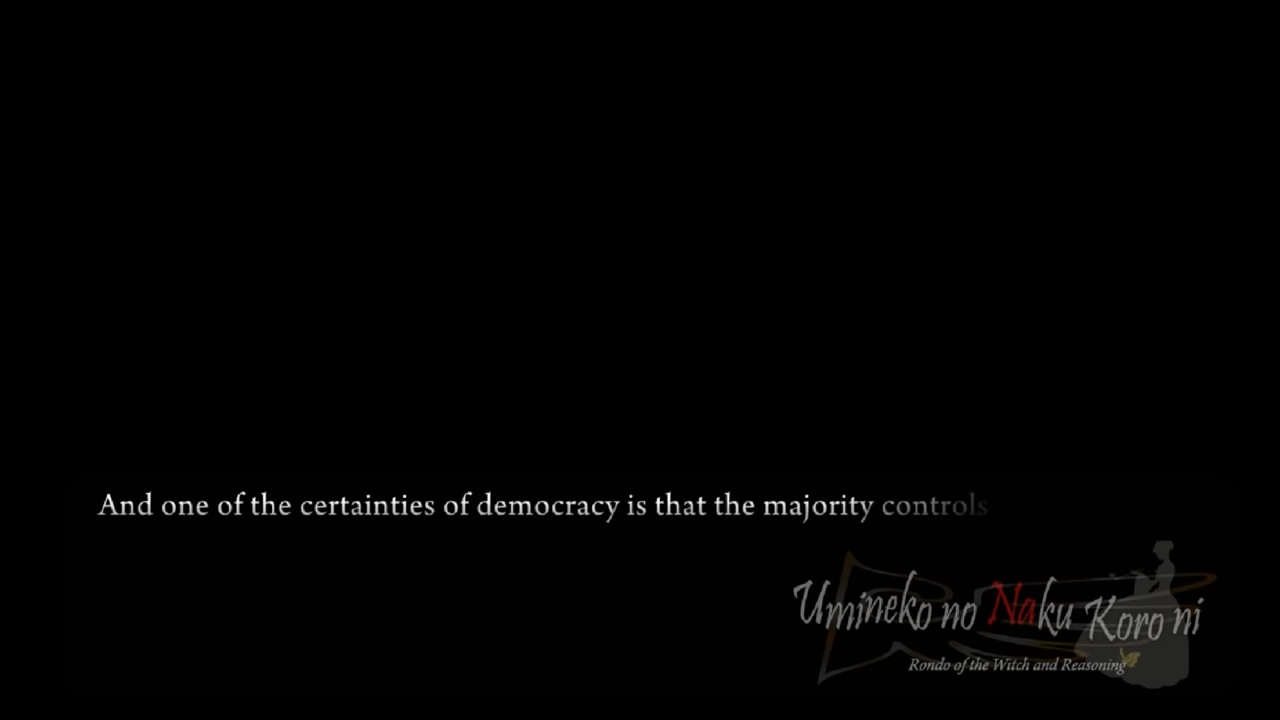 And one of the certainties of democracy is that the majority controls
Umineko no Naku Koro ni
Rondo of the Witch and Reasoning